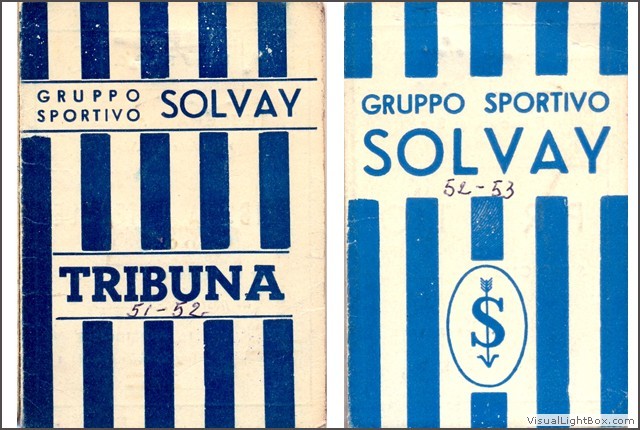 GRUPPO SPORTIVO SOLVAY
TRIBUNA
51-52
GRUPPO SPORTIVO
SOLVAY
52-53
S
VisualLightBox.com